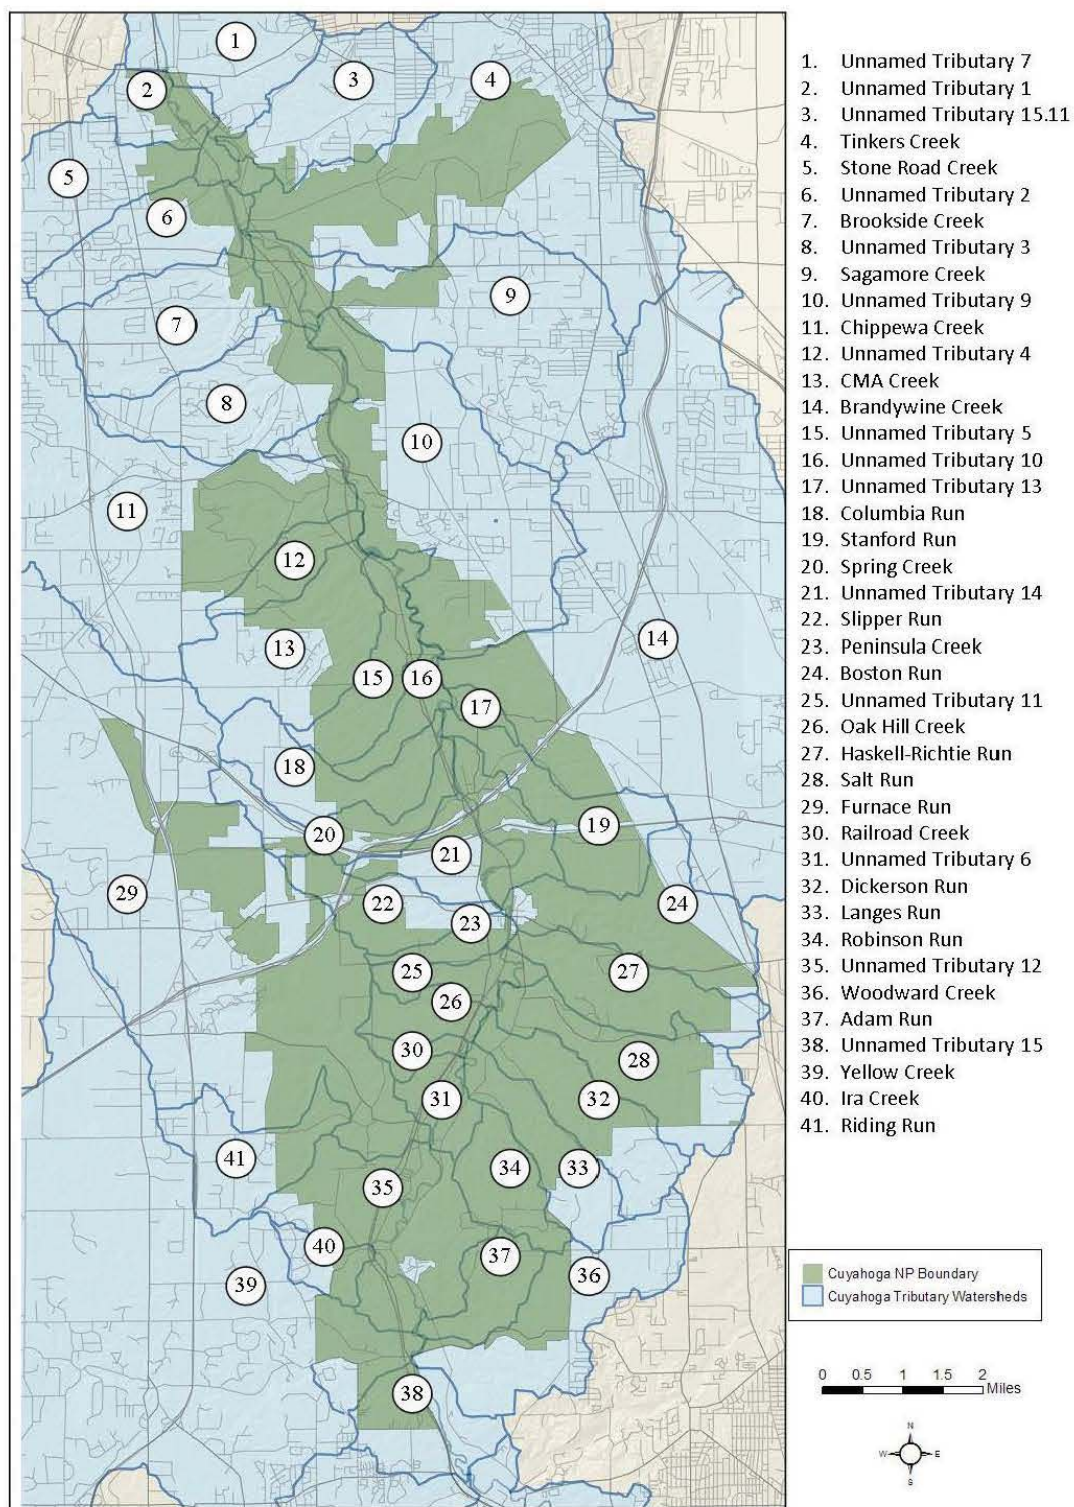 1
2
3
4
5
6
7
8
9
10
11
12
13
14
15
16
17
18
19
20
21
22
23
24
25
26
27
28
29
30
31
32
33
34
35
36
37
38
39
40
41
1. Unnamed Tributary 7
2. Unnamed Tributary 1
3. Unnamed Tributary 15.11
4. Tinkers Creek
5. Stone Road Creek
6. Unnamed Tributary 2
7. Brookside Creek
8. Unnamed Tributary 3
9. Sagamore Creek
10. Unnamed Tributary 9
11. Chippewa Creek
12. Unnamed Tributary 4
13. CMA Creek
14. Brandywine Creek
15. Unnamed Tributary 5
16. Unnamed Tributary 10
17. Unnamed Tributary 13
18. Columbia Run
19. Stanford Run
20. Spring Creek
21. Unnamed Tributary 14
22. Slipper Run
23. Peninsula Creek
24. Boston Run
25. Unnamed Tributary 11
26. Oak Hill Creek
27. Haskell-Richtie Run
28. Salt Run
29. Furnace Run
30. Railroad Creek
31. Unnamed Tributary 6
32. Dickerson Run
33. Langes Run
34. Robinson Run
35. Unnamed Tributary 12
36. Woodward Creek
37. Adam Run
38. Unnamed Tributary 15
39. Yellow Creek
40. Ira Creek
41. Riding Run
Cuyahoga NP Boundary
Cuyahoga Tributary Watersheds
0 0.5 1 2
Miles
N
W E
S